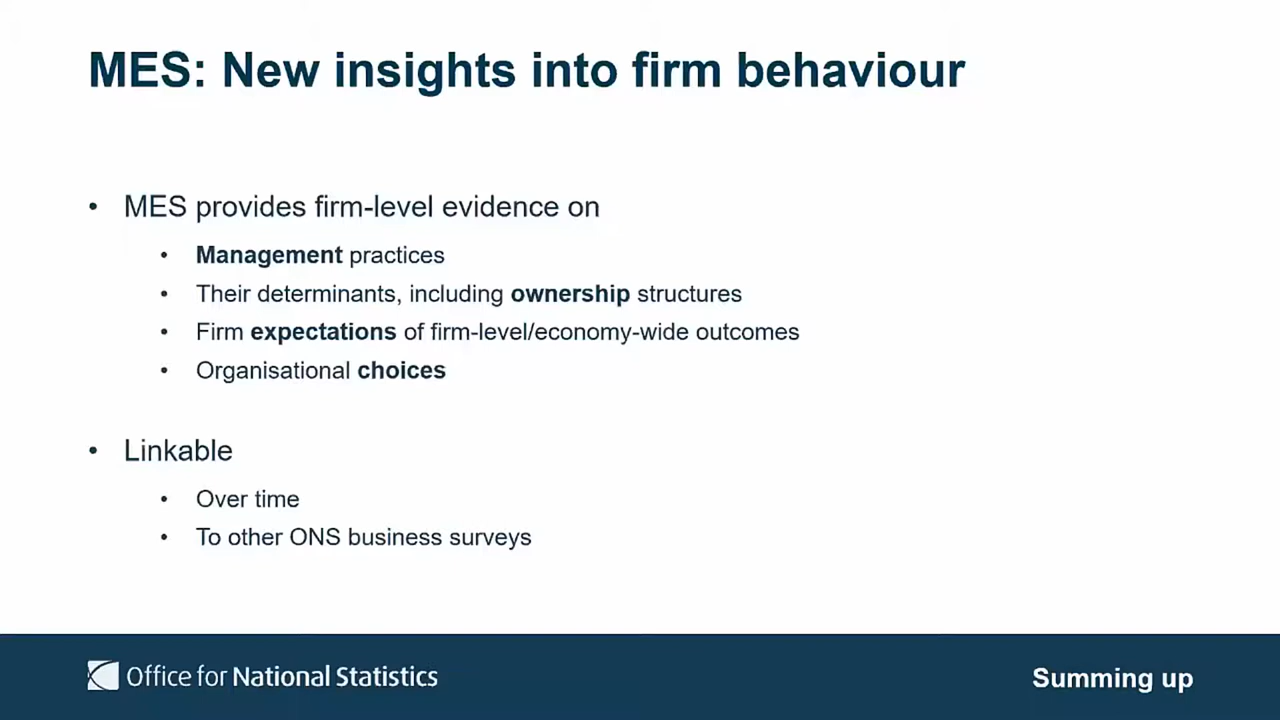 MES: New insights into firm behaviour
• MES provides firm-level evidence on
• Management practices
• Their determinants, including ownership structures
• Firm expectations of firm-level/economy-wide outcomes
• Organisational choices
• Linkable
• Over time
• To other ONS business surveys
Office for National Statistics
Summing up